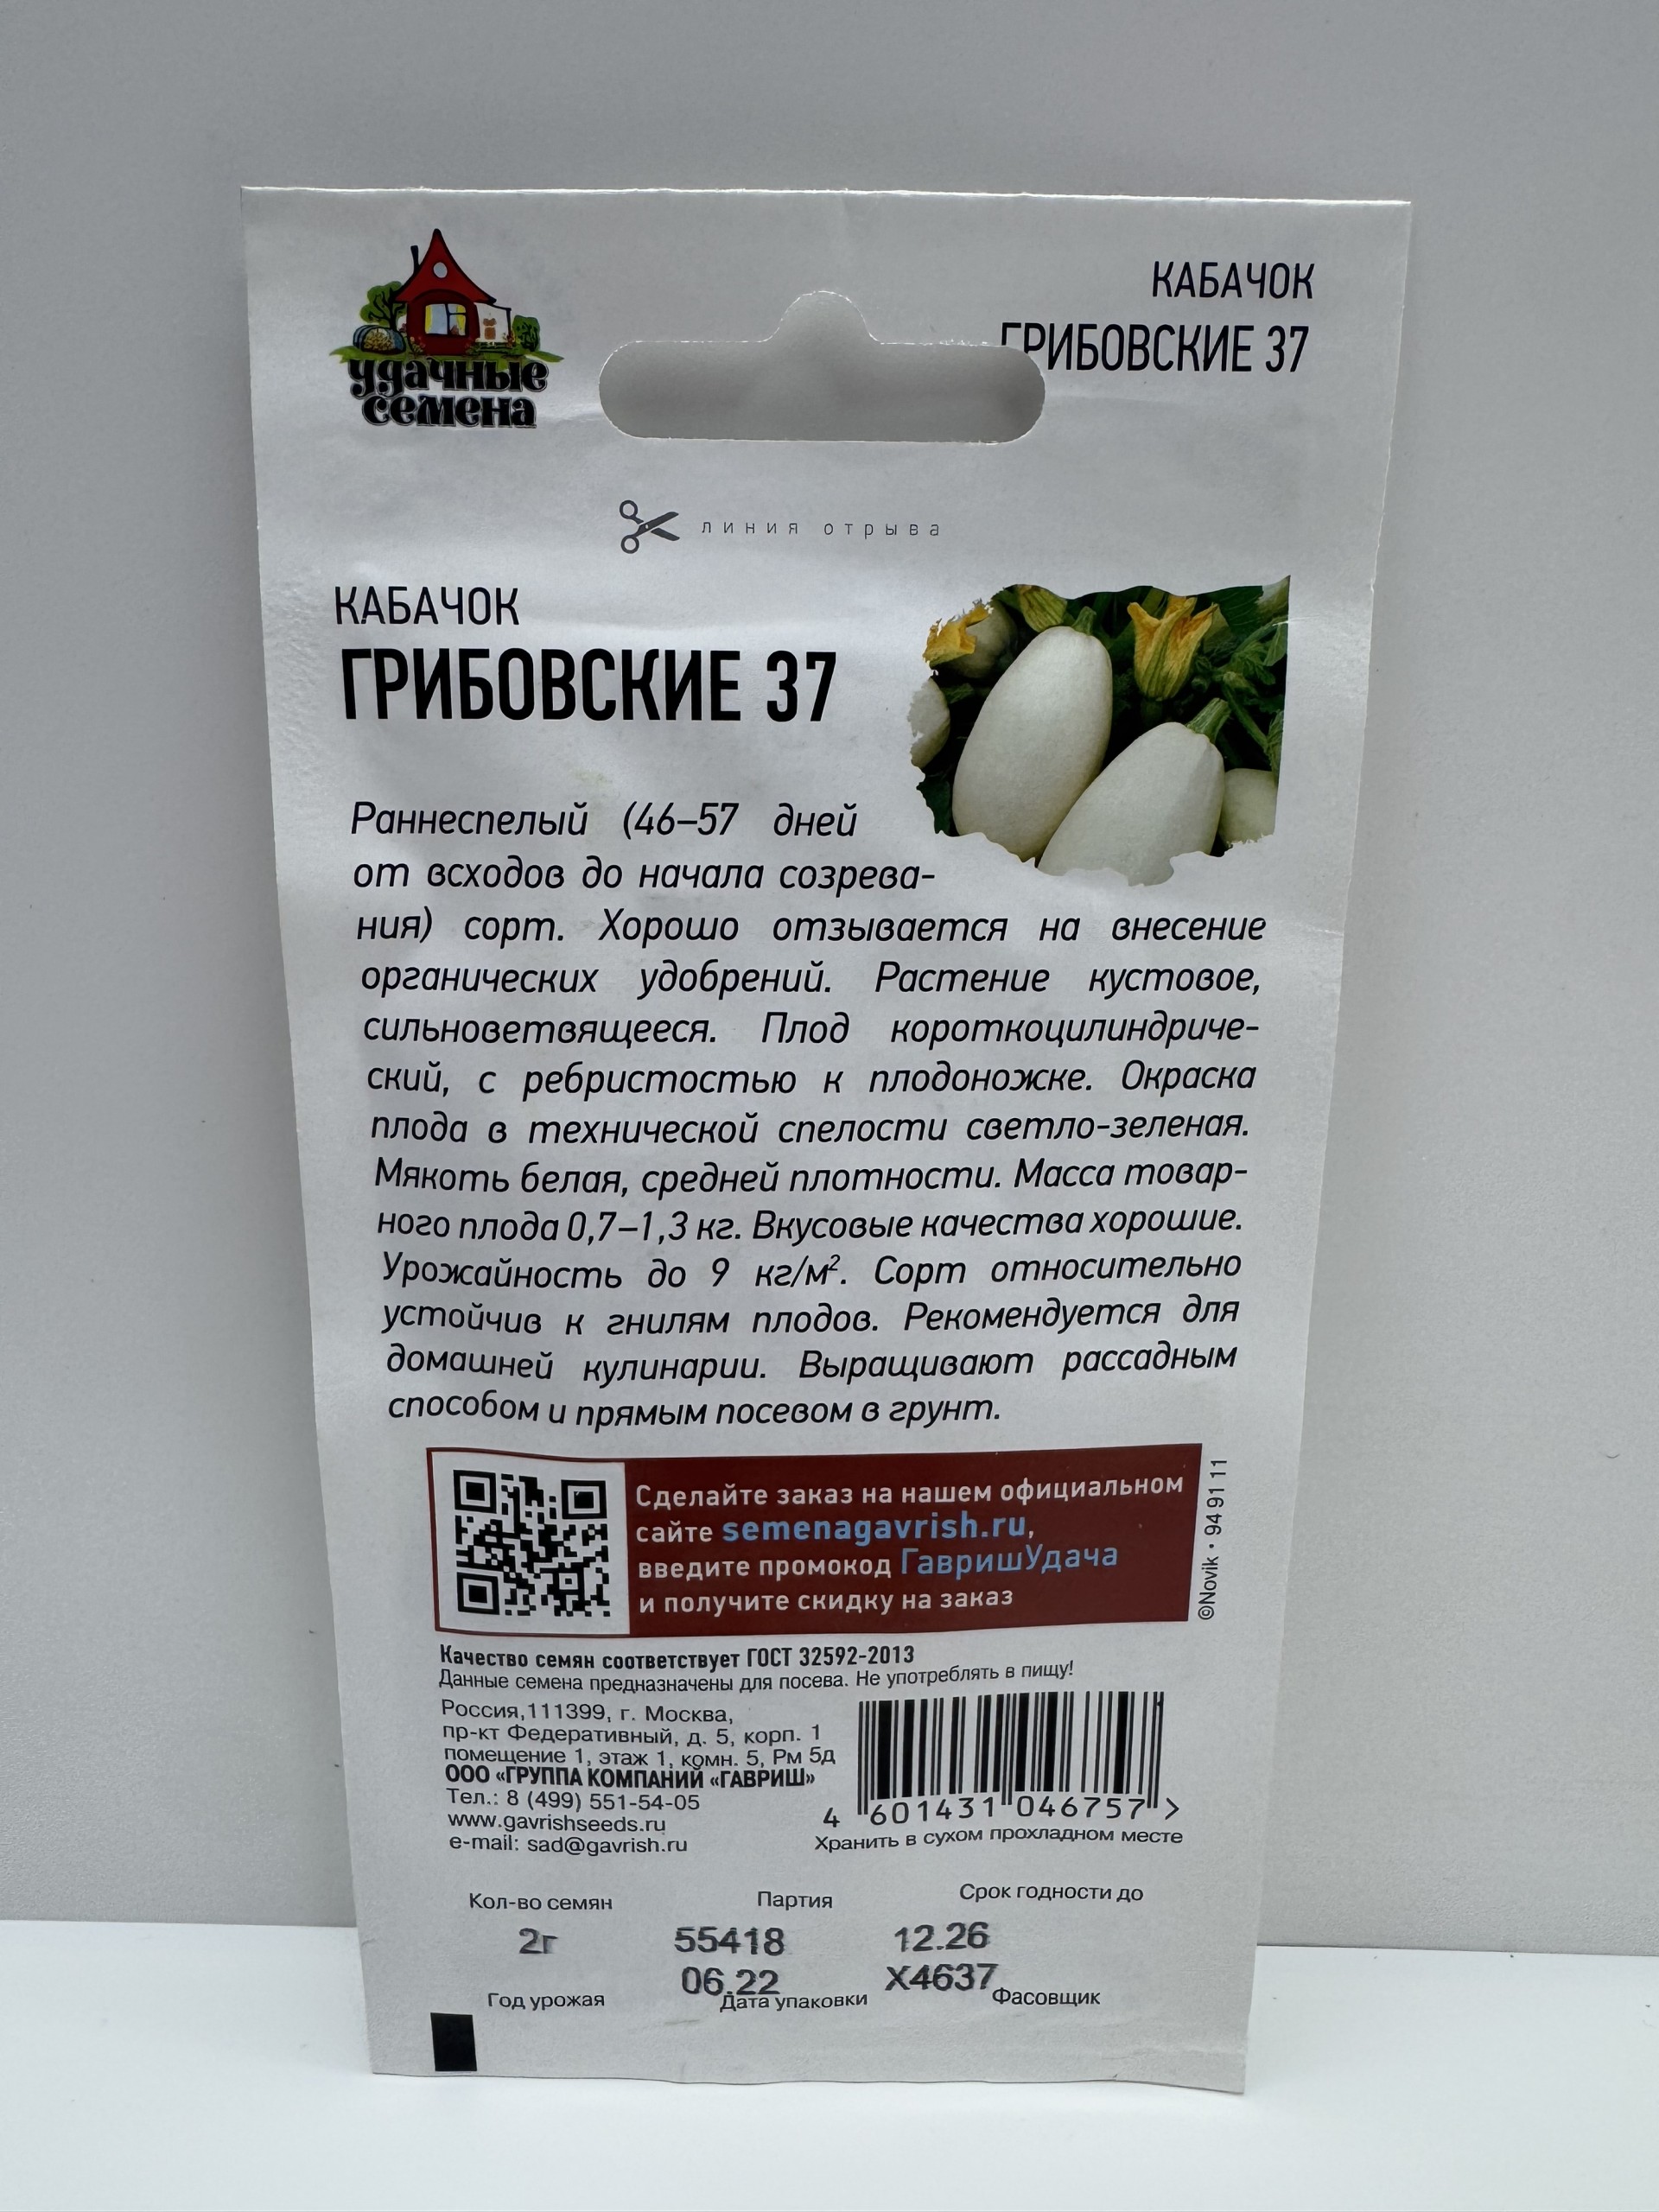 удачные
семена
КАБАЧОК
ГРИБОВСКИЕ 37
линия отрыва
КАБАЧОК
ГРИБОВСКИЕ 37
Раннеспелый (46–57 дней
от всходов до начала созрева-
ния) сорт. Хорошо отзывается на внесение
органических удобрений. Растение кустовое,
сильноветвящееся. Плод короткоцилиндриче-
ский, с ребристостью к плодоножке. Окраска
плода в технической спелости светло-зеленая.
Мякоть белая, средней плотности. Масса товар-
ного плода 0,7–1,3 кг. Вкусовые качества хорошие.
Урожайность до 9 кг/м². Сорт относительно
устойчив к гнилям плодов. Рекомендуется для
домашней кулинарии. Выращивают рассадным
способом и прямым посевом в грунт.
Сделайте заказ на нашем официальном
сайте semenagavrish.ru,
введите промокод ГавришУдача
и получите скидку на заказ
©Novik • 94 91 11
Качество семян соответствует ГОСТ 32592-2013
Данные семена предназначены для посева. Не употреблять в пищу!
Россия,111399, г. Москва,
пр-кт Федеративный, д. 5, корп. 1
помещение 1, этаж 1, комн. 5, Рм 5д
ООО «ГРУППА КОМПАНИЙ «ГАВРИШ»
Тел.: 8 (499) 551-54-05
www.gavrishseeds.ru
e-mail: sad@gavrish.ru
4 601431 046757 >
Хранить в сухом прохладном месте
Кол-во семян Партия Срок годности до
2г 55418 12.26
06.22 Х4637
Год урожая Дата упаковки Фасовщик